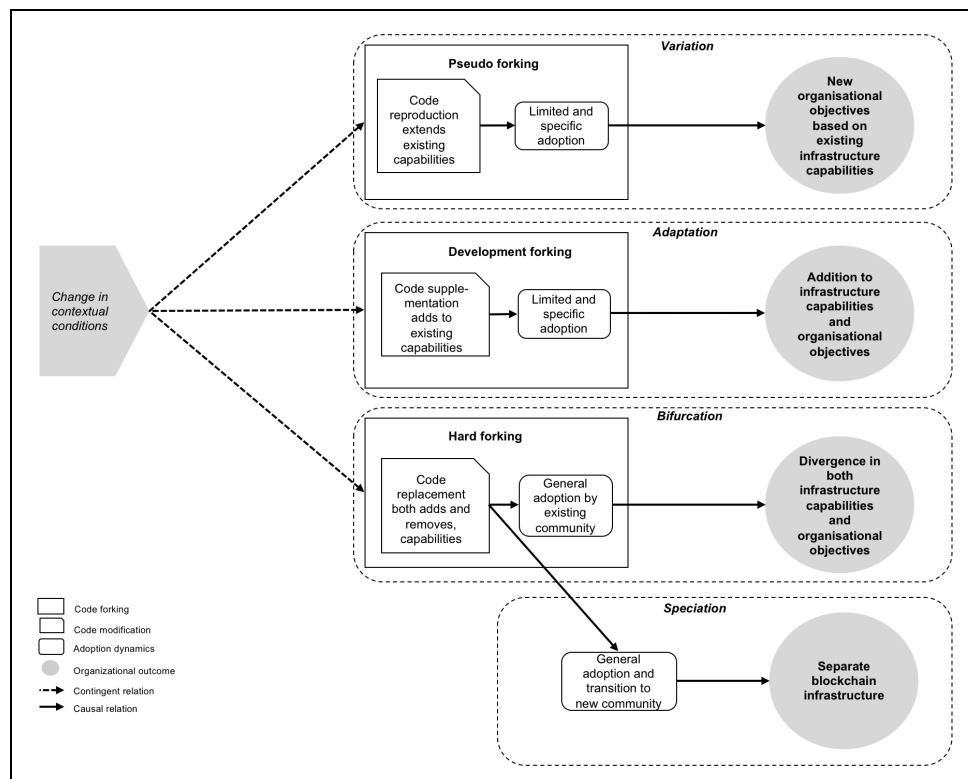 Variation
Pseudo forking
Code
reproduction
extends
existing
capabilities
Limited and
specific
adoption
New
organisational
objectives
based on
existing
infrastructure
capabilities
Adaptation
Development forking
Code supple-
mentation
adds to
existing
capabilities
Limited and
specific
adoption
Addition to
infrastructure
capabilities
and
organisational
objectives
Change in
contextual
conditions
Bifurcation
Hard forking
Code
replacement
both adds and
removes,
capabilities
General
adoption by
existing
community
Divergence in
both
infrastructure
capabilities
and
organisational
objectives
Speciation
General
adoption and
transition to
new community
Separate
blockchain
infrastructure
Code forking
Code modification
Adoption dynamics
Organizational outcome
Contingent relation
Causal relation